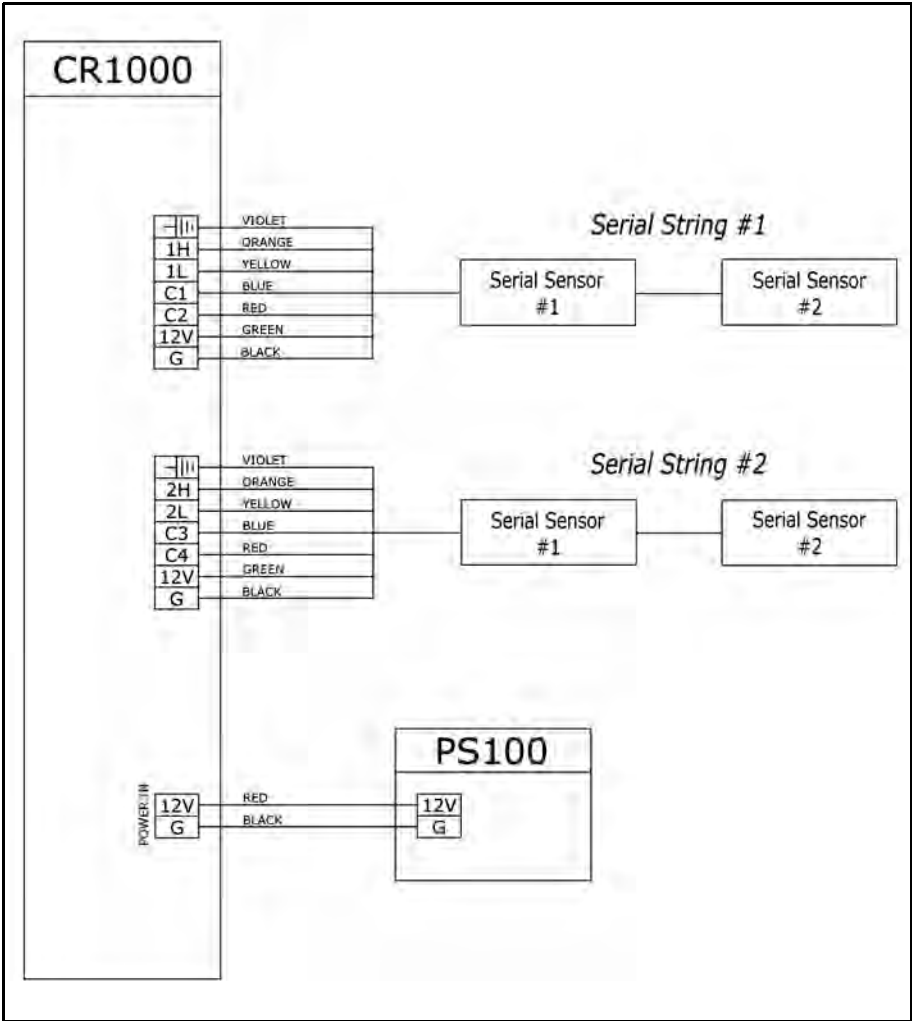 CR1000
VIOLET
1H ORANGE
1L YELLOW
C1 BLUE
C2 RED
12V GREEN
G BLACK
Serial String #1
Serial Sensor
#1
Serial Sensor
#2
VIOLET
2H ORANGE
2L YELLOW
C3 BLUE
C4 RED
12V GREEN
G BLACK
Serial String #2
Serial Sensor
#1
Serial Sensor
#2
PS100
POWER IN
12V RED 12V
G BLACK G